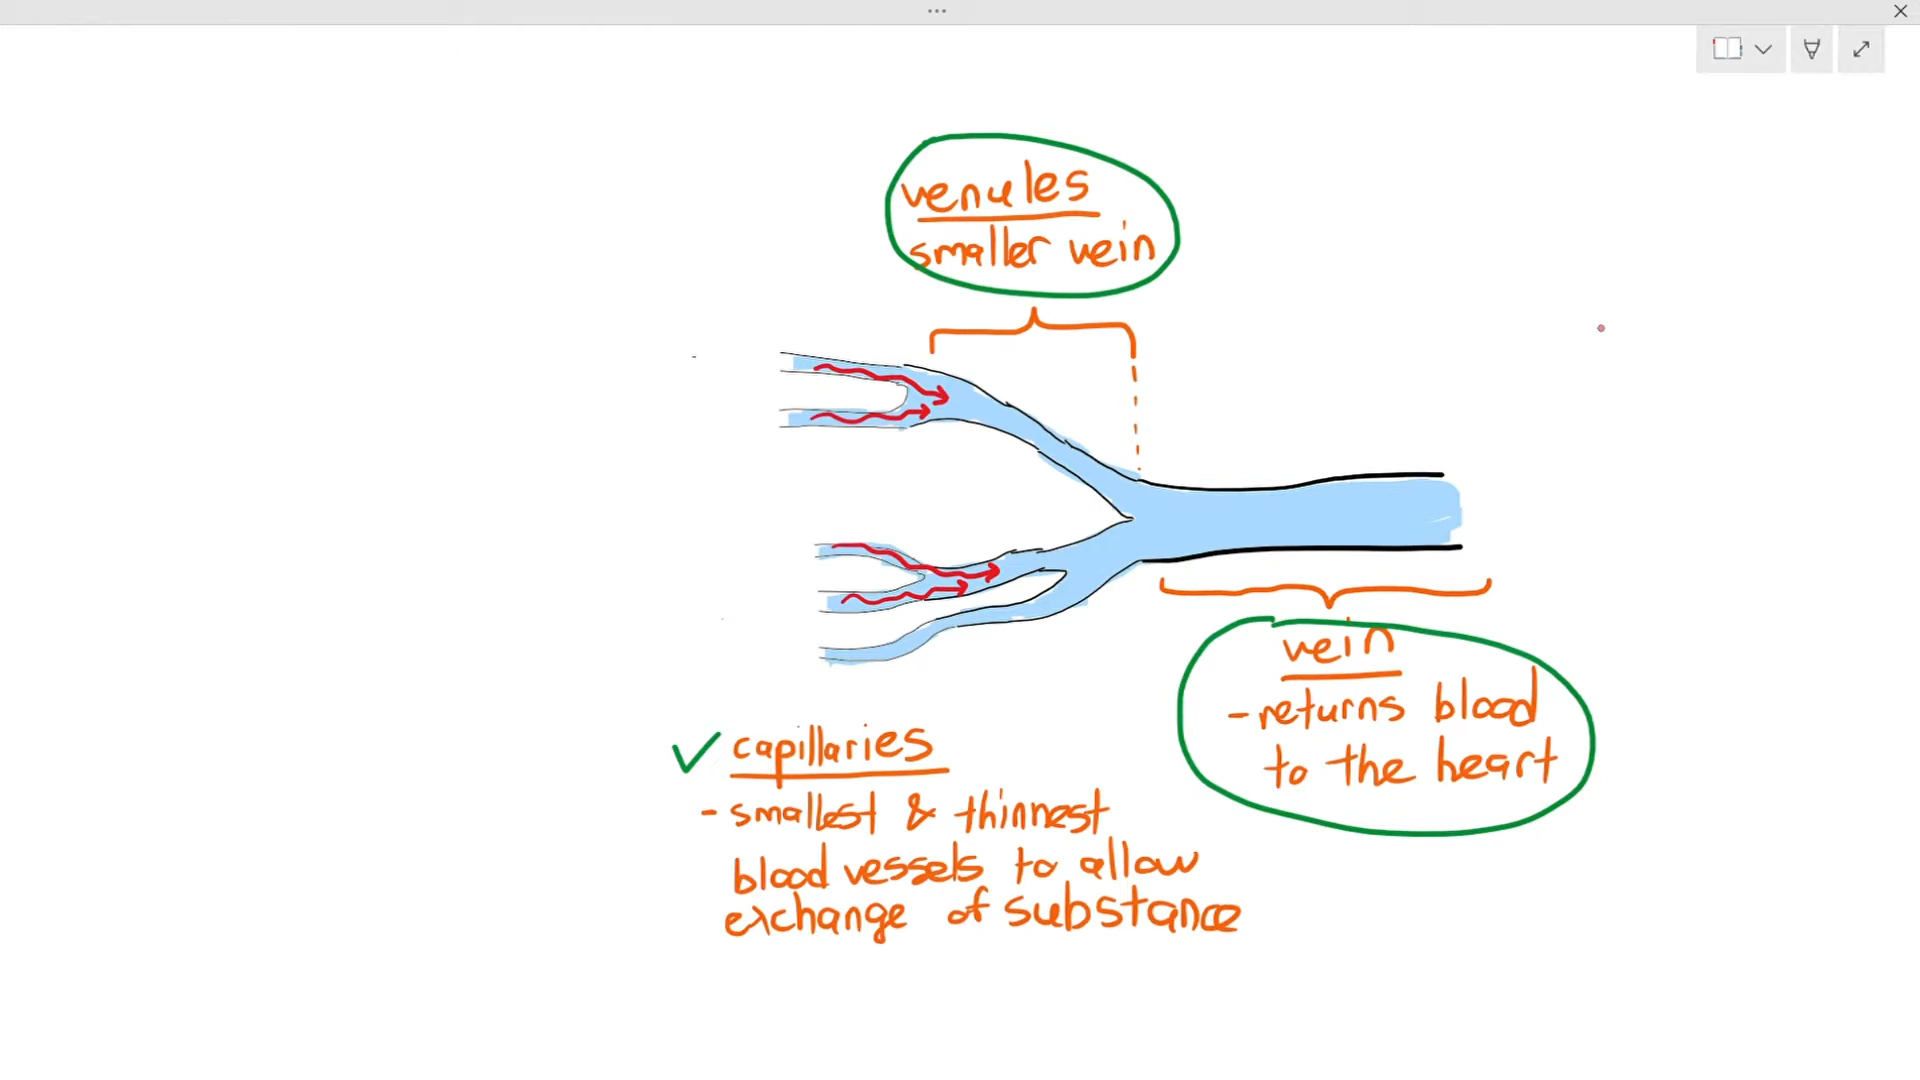 venules
smaller vein
vein
- returns blood
to the heart
capillaries
- smallest & thinnest
blood vessels to allow
exchange of substance